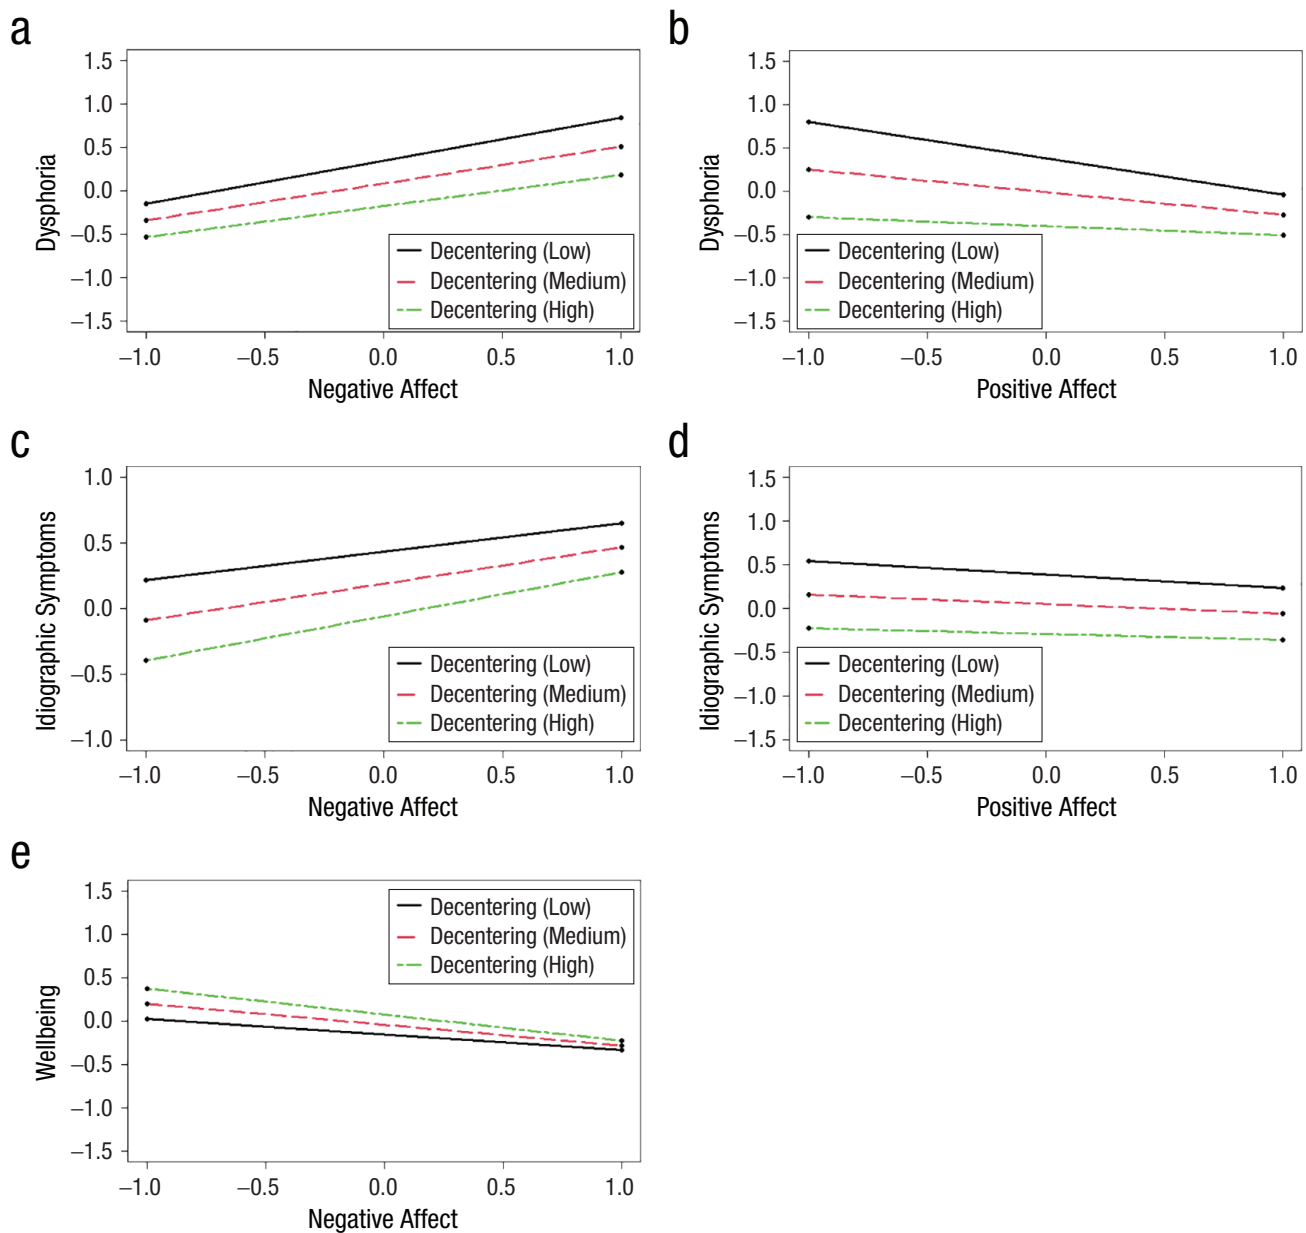 a
1.5
1.0
0.5
0.0
−0.5
−1.0
−1.5
Dysphoria
Decentering (Low)
Decentering (Medium)
Decentering (High)
−1.0 −0.5 0.0 0.5 1.0
Negative Affect
b
1.5
1.0
0.5
0.0
−0.5
−1.0
−1.5
Dysphoria
Decentering (Low)
Decentering (Medium)
Decentering (High)
−1.0 −0.5 0.0 0.5 1.0
Positive Affect
c
1.0
0.5
0.0
−0.5
−1.0
Idiographic Symptoms
Decentering (Low)
Decentering (Medium)
Decentering (High)
−1.0 −0.5 0.0 0.5 1.0
Negative Affect
d
1.5
1.0
0.5
0.0
−0.5
−1.0
−1.5
Idiographic Symptoms
Decentering (Low)
Decentering (Medium)
Decentering (High)
−1.0 −0.5 0.0 0.5 1.0
Positive Affect
e
1.5
1.0
0.5
0.0
−0.5
−1.0
−1.5
Wellbeing
Decentering (Low)
Decentering (Medium)
Decentering (High)
−1.0 −0.5 0.0 0.5 1.0
Negative Affect